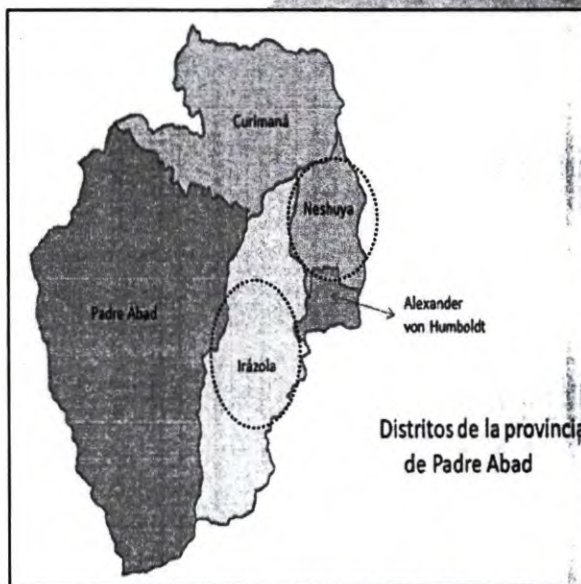 Curimaná
Neshuya
Padre Abad
Alexander
von Humboldt
Irázola
Distritos de la provincia
de Padre Abad